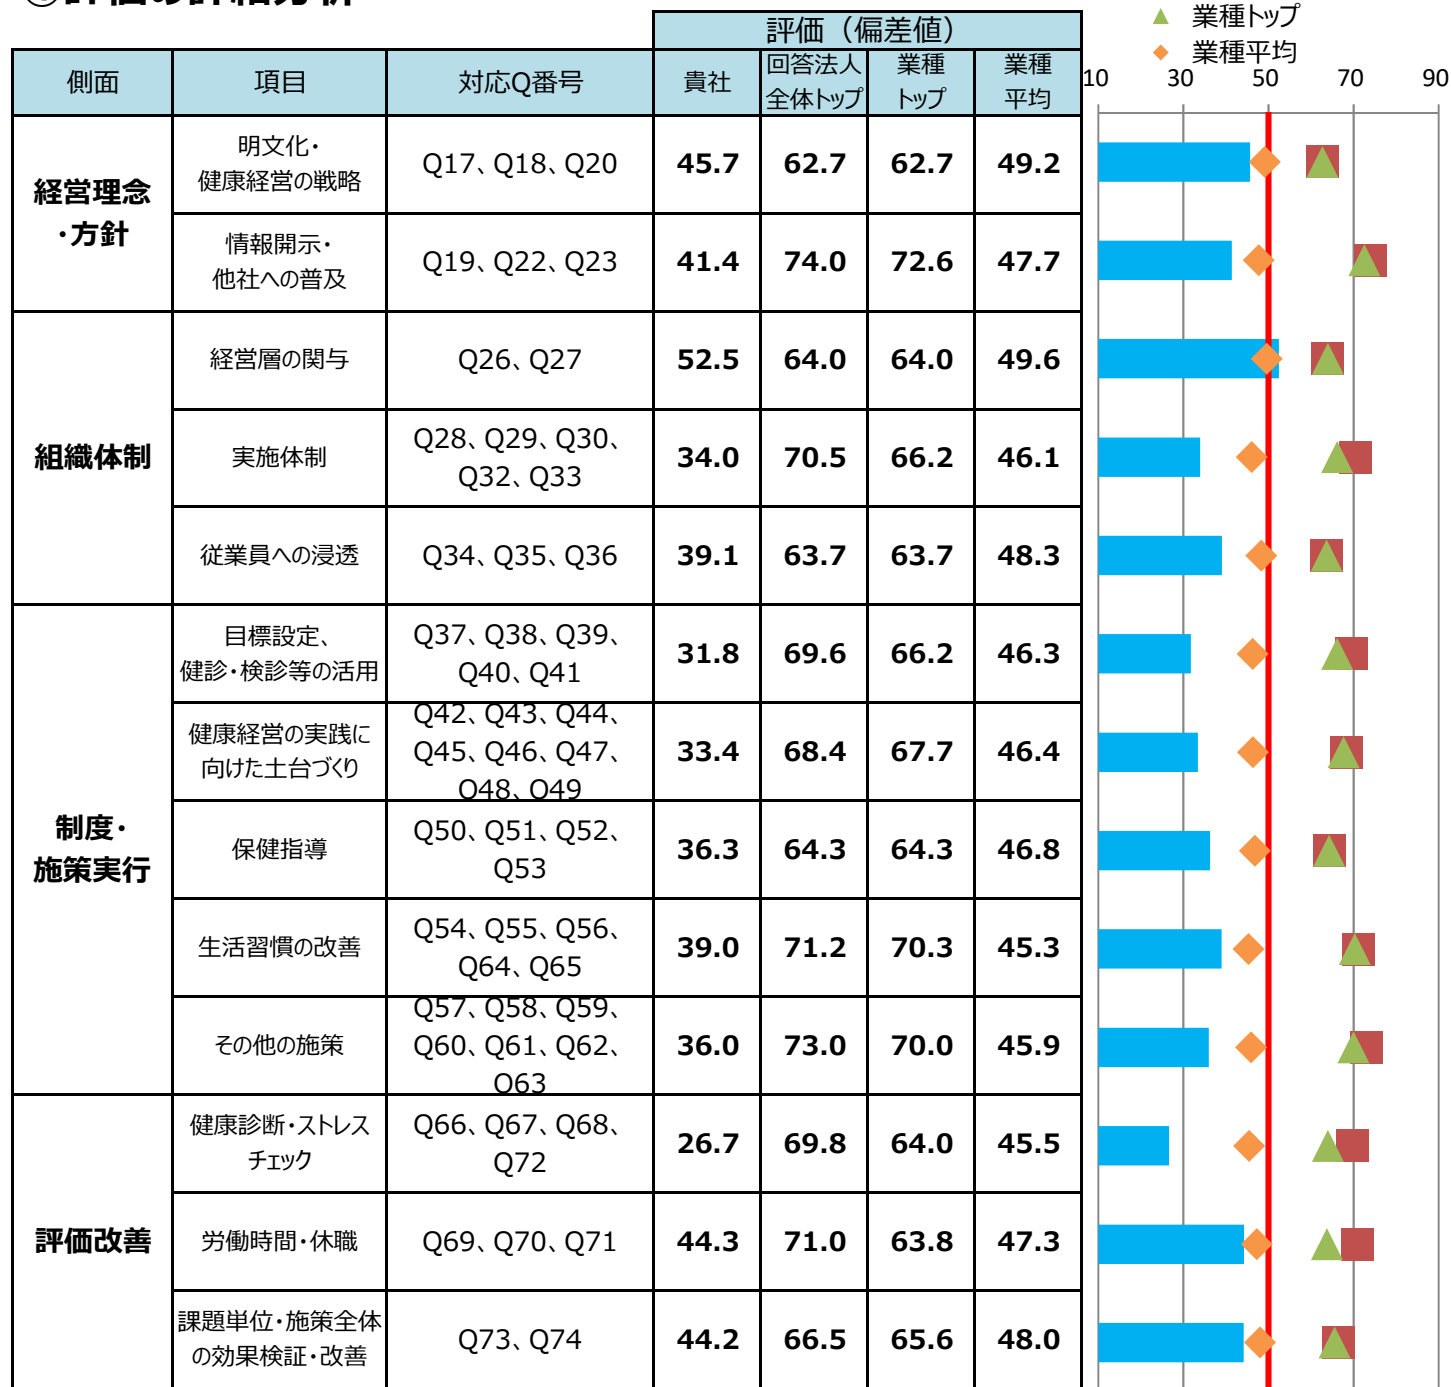 ③評価の詳細分析
▲ 業種トップ
◆ 業種平均
評価（偏差値）
側面 項目 対応Q番号 貴社 回答法人 業種 業種
全体トップ トップ 平均
10 30 50 70 90
経営理念
・方針
明文化・
健康経営の戦略
Q17、Q18、Q20 45.7 62.7 62.7 49.2
情報開示・
他社への普及
Q19、Q22、Q23 41.4 74.0 72.6 47.7
組織体制
経営層の関与 Q26、Q27 52.5 64.0 64.0 49.6
実施体制
Q28、Q29、Q30、
Q32、Q33
34.0 70.5 66.2 46.1
従業員への浸透 Q34、Q35、Q36 39.1 63.7 63.7 48.3
制度・
施策実行
目標設定、
健診・検診等の活用
Q37、Q38、Q39、
Q40、Q41
31.8 69.6 66.2 46.3
健康経営の実践に
向けた土台づくり
Q42、Q43、Q44、
Q45、Q46、Q47、
Q48、Q49
33.4 68.4 67.7 46.4
保健指導
Q50、Q51、Q52、
Q53
36.3 64.3 64.3 46.8
生活習慣の改善
Q54、Q55、Q56、
Q64、Q65
39.0 71.2 70.3 45.3
その他の施策
Q57、Q58、Q59、
Q60、Q61、Q62、
Q63
36.0 73.0 70.0 45.9
評価改善
健康診断・ストレス
チェック
Q66、Q67、Q68、
Q72
26.7 69.8 64.0 45.5
労働時間・休職 Q69、Q70、Q71 44.3 71.0 63.8 47.3
課題単位・施策全体
の効果検証・改善
Q73、Q74 44.2 66.5 65.6 48.0